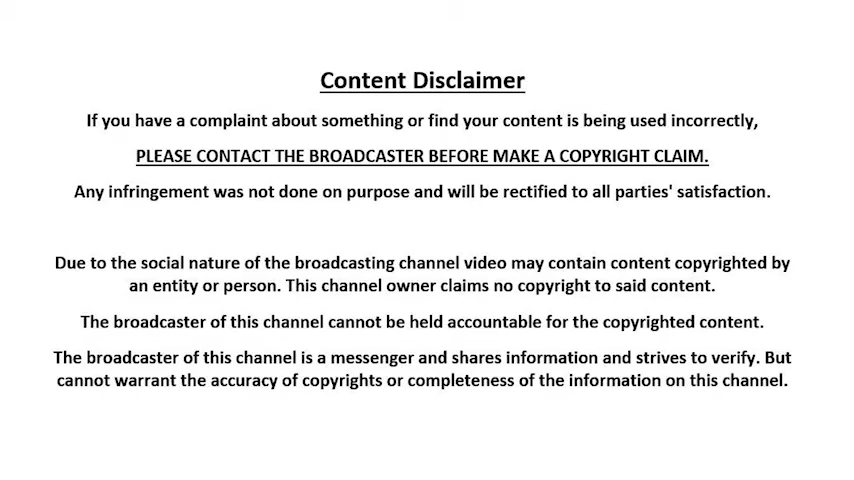 Content Disclaimer
If you have a complaint about something or find your content is being used incorrectly,
PLEASE CONTACT THE BROADCASTER BEFORE MAKE A COPYRIGHT CLAIM.
Any infringement was not done on purpose and will be rectified to all parties' satisfaction.
Due to the social nature of the broadcasting channel video may contain content copyrighted by
an entity or person. This channel owner claims no copyright to said content.
The broadcaster of this channel cannot be held accountable for the copyrighted content.
The broadcaster of this channel is a messenger and shares information and strives to verify. But
cannot warrant the accuracy of copyrights or completeness of the information on this channel.